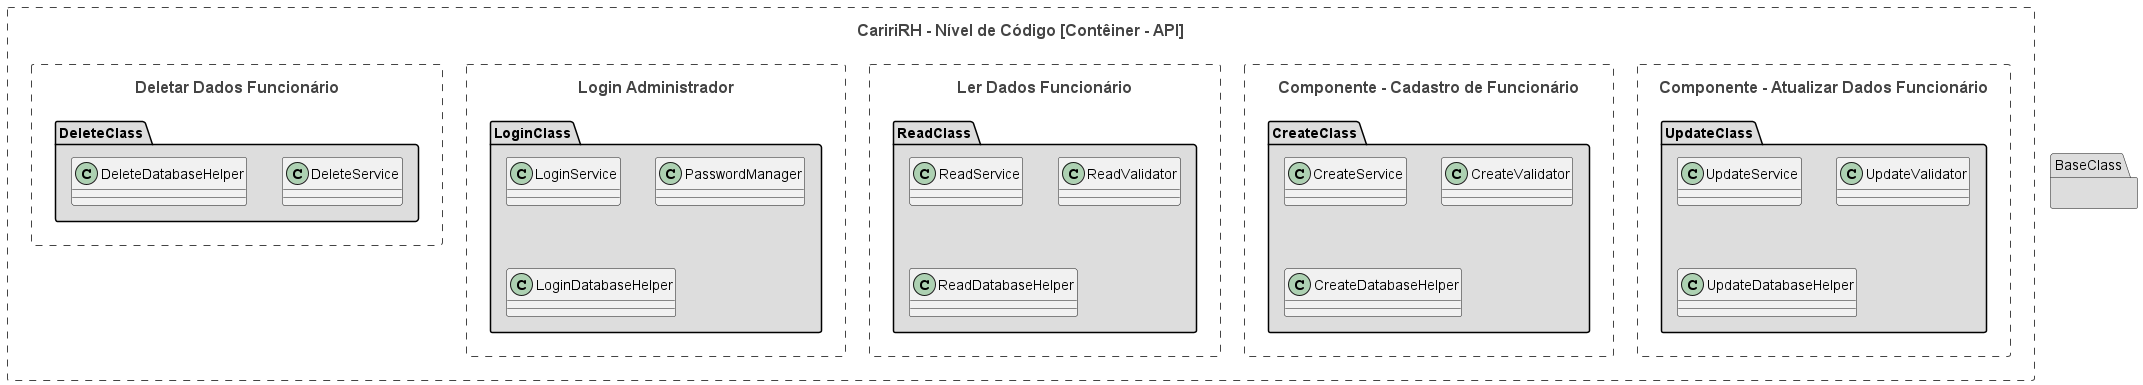 CaririRH - Nível de Código [Contêiner - API]
Deletar Dados Funcionário
DeleteClass
C DeleteDatabaseHelper
C DeleteService
Login Administrador
LoginClass
C LoginService
C PasswordManager
C LoginDatabaseHelper
Ler Dados Funcionário
ReadClass
C ReadService
C ReadValidator
C ReadDatabaseHelper
Componente - Cadastro de Funcionário
CreateClass
C CreateService
C CreateValidator
C CreateDatabaseHelper
Componente - Atualizar Dados Funcionário
UpdateClass
C UpdateService
C UpdateValidator
C UpdateDatabaseHelper
BaseClass